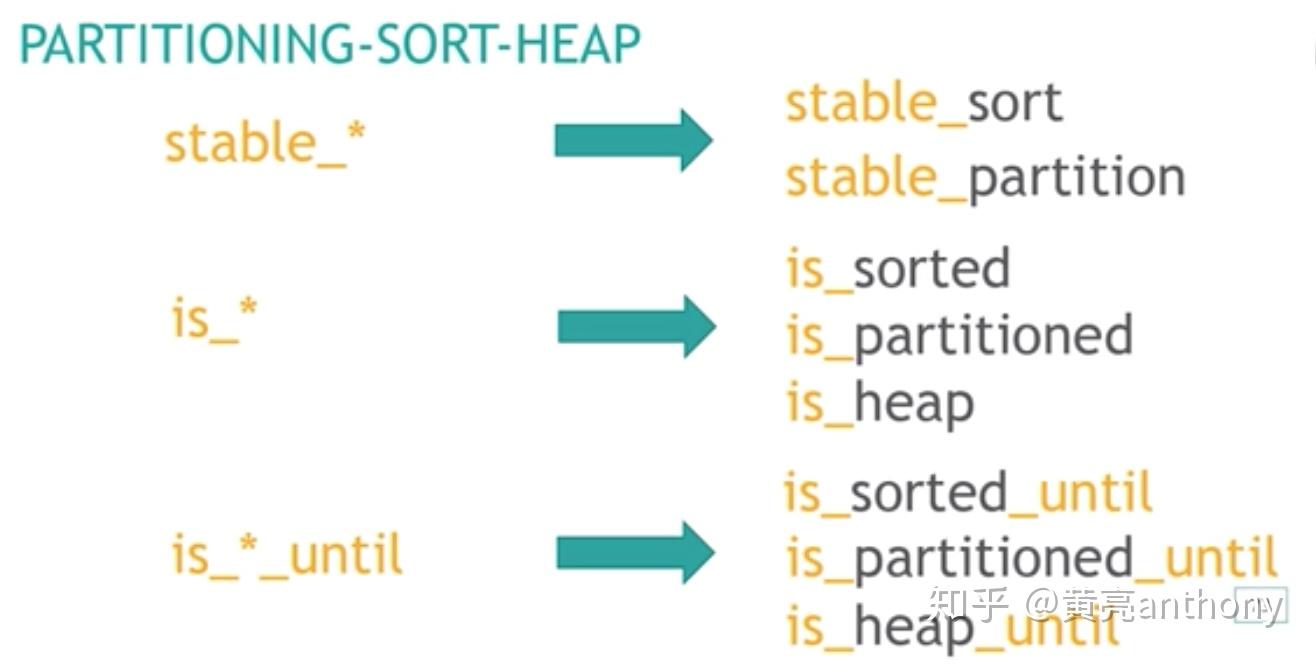 PARTITIONING-SORT-HEAP
stable_*
stable_sort
stable_partition
is_*
is_sorted
is_partitioned
is_heap
is_*_until
is_sorted_until
is_partitioned_until
is_heap_until
知乎 @黄亮anthony